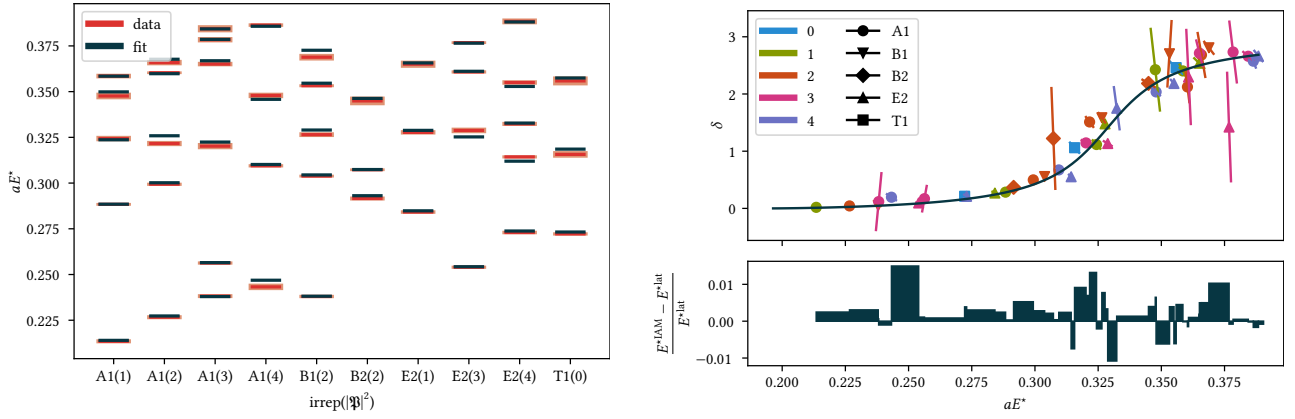 data
fit
0.375
0.350
0.325
0.300
0.275
0.250
0.225
aE*
A1(1) A1(2) A1(3) A1(4) B1(2) B2(2) E2(1) E2(3) E2(4) T1(0)
irrep(|𝔓|²)
0 A1
1 B1
2 B2
3 E2
4 T1
3
2
1
0
δ
0.01
0.00
−0.01
E*IAM − E*lat
E*lat
0.200 0.225 0.250 0.275 0.300 0.325 0.350 0.375
aE*